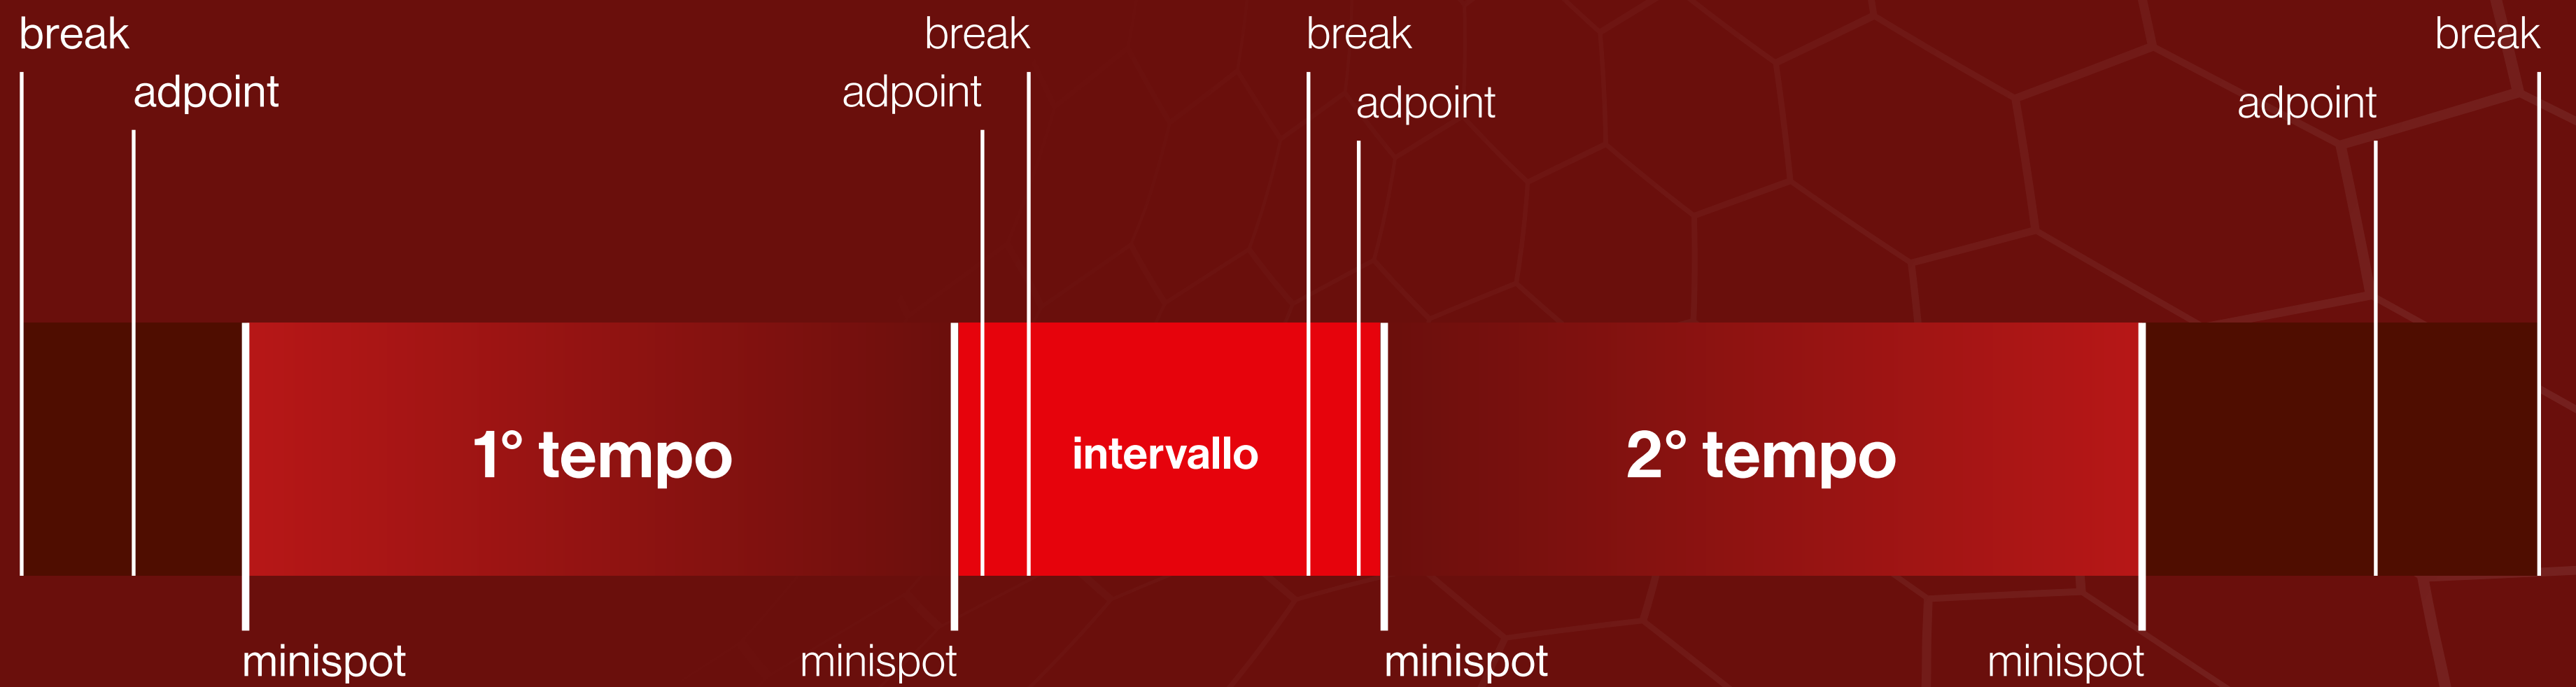 break
break
break
break
adpoint
adpoint
adpoint
adpoint
1° tempo
intervallo
2° tempo
minispot
minispot
minispot
minispot